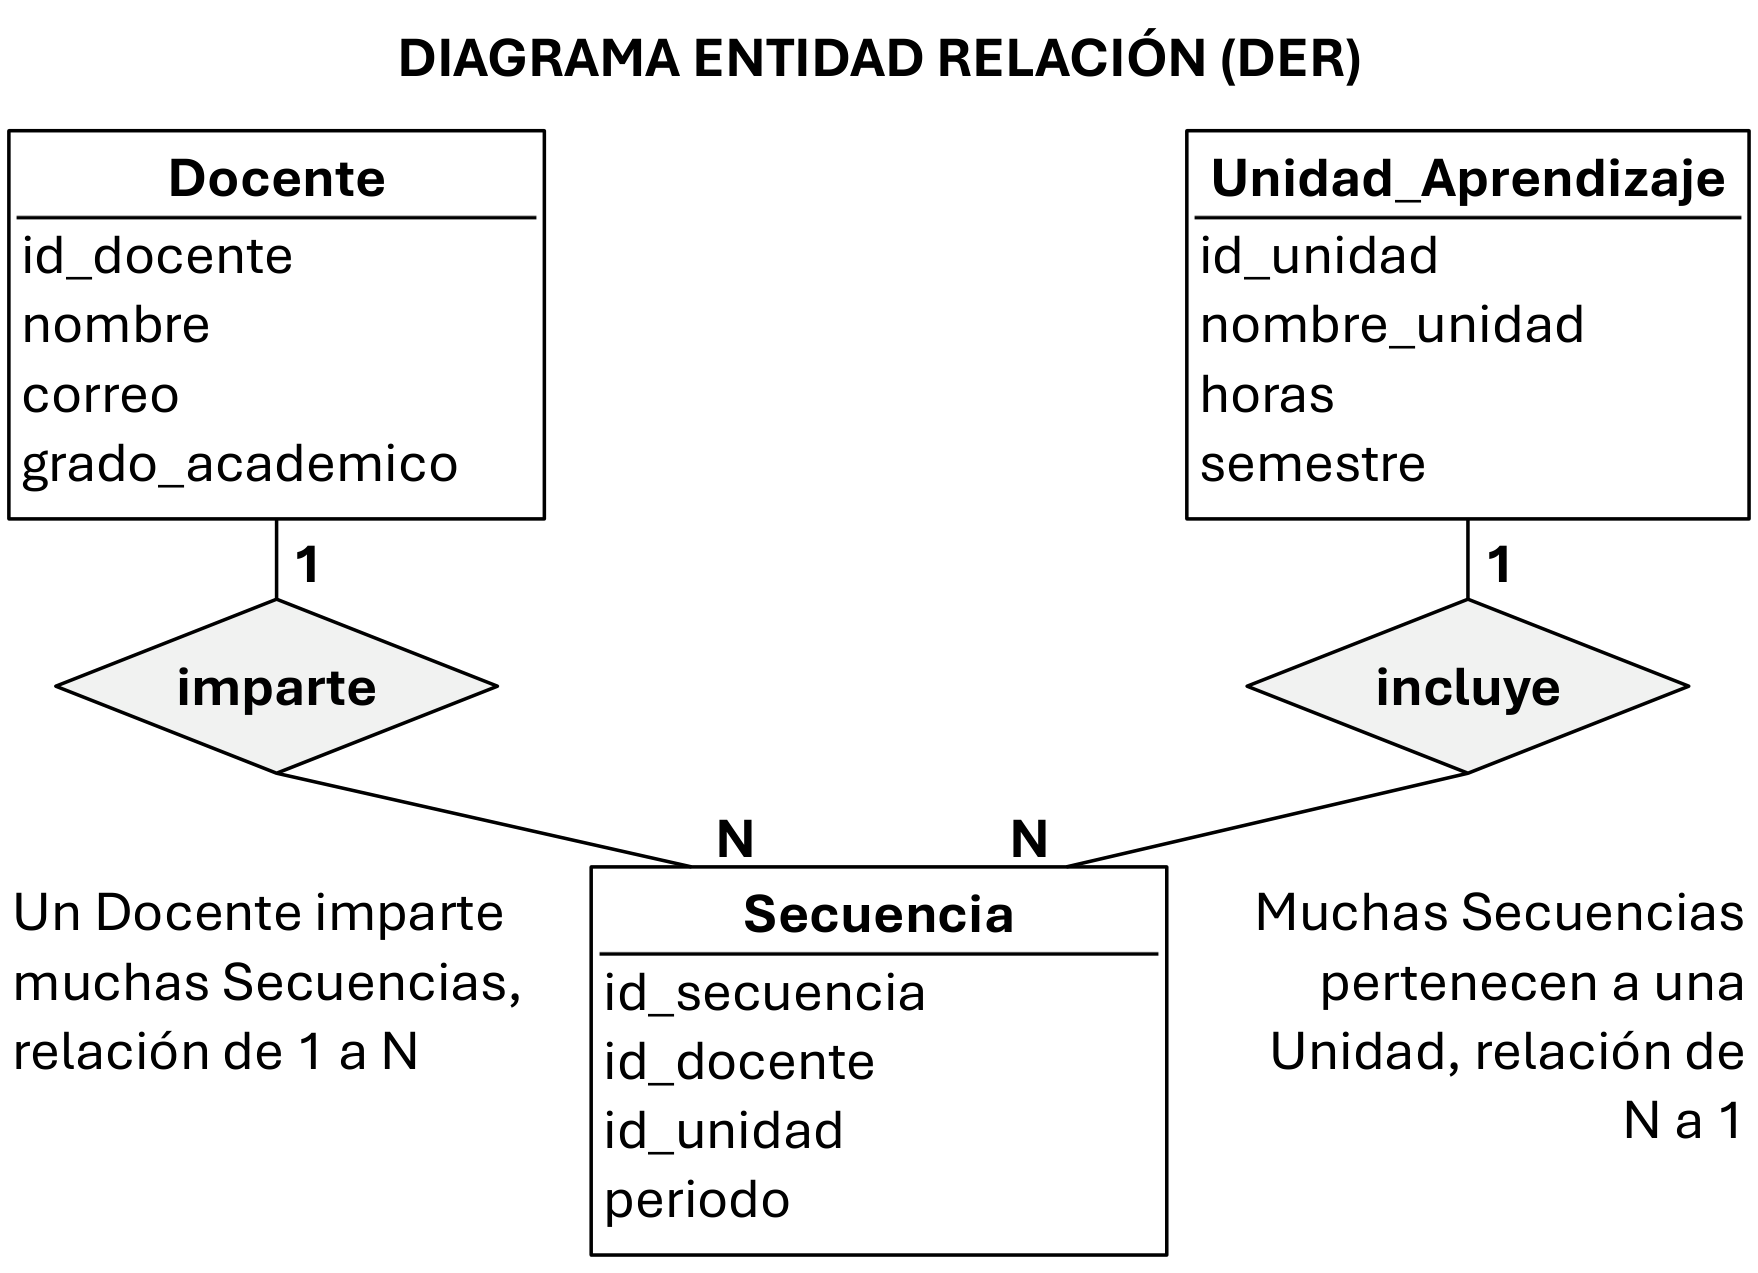 DIAGRAMA ENTIDAD RELACIÓN (DER)
Docente
id_docente
nombre
correo
grado_academico
Unidad_Aprendizaje
id_unidad
nombre_unidad
horas
semestre
1
1
imparte
incluye
N
N
Un Docente imparte
muchas Secuencias,
relación de 1 a N
Secuencia
id_secuencia
id_docente
id_unidad
periodo
Muchas Secuencias
pertenecen a una
Unidad, relación de
N a 1